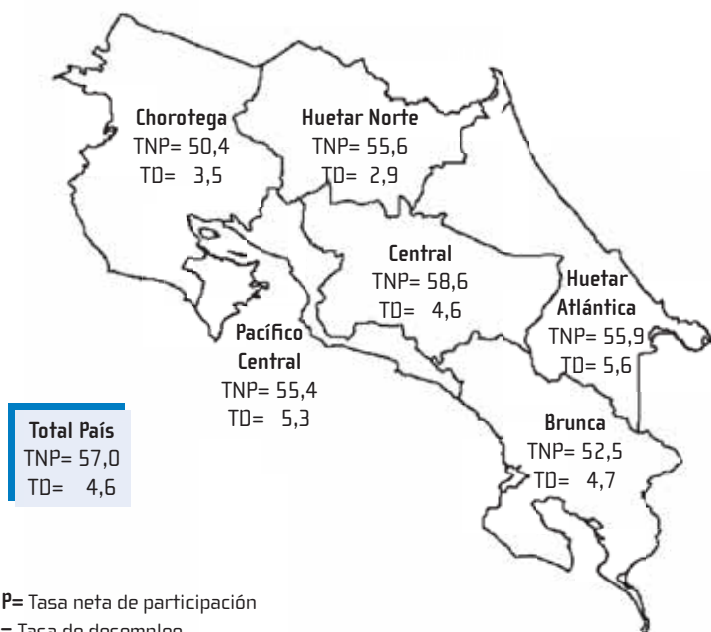 Chorotega
TNP= 50,4
TD= 3,5
Huetar Norte
TNP= 55,6
TD= 2,9
Central
TNP= 58,6
TD= 4,6
Huetar
Atlántica
TNP= 55,9
TD= 5,6
Pacífico
Central
TNP= 55,4
TD= 5,3
Brunca
TNP= 52,5
TD= 4,7
Total País
TNP= 57,0
TD= 4,6
P= Tasa neta de participación
= Tasa de desempleo